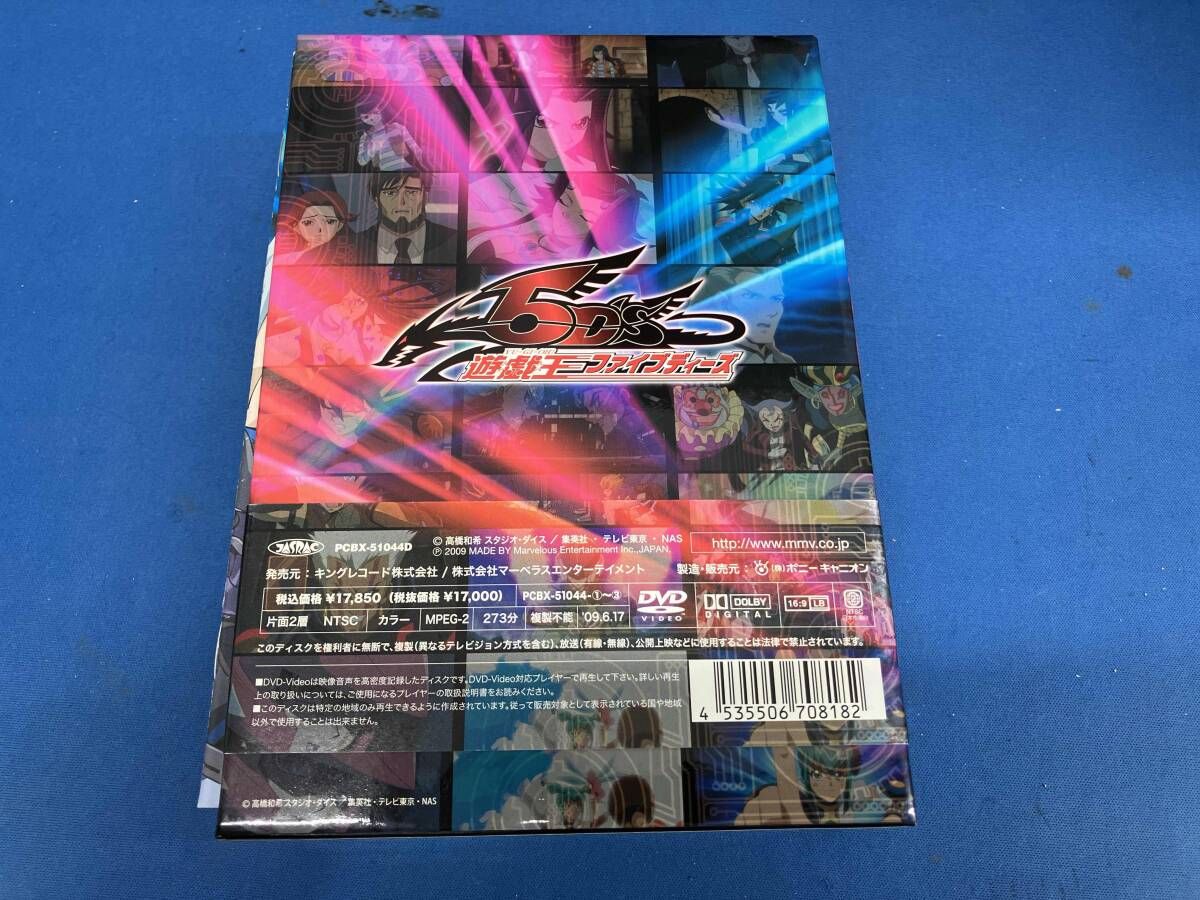 5D's
YU-GI-OH!
遊戯王ファイブディーズ
JASRAC
PCBX-51044D
© 高橋和希 スタジオ・ダイス / 集英社 ・ テレビ東京 ・ NAS
Ⓟ 2009 MADE BY Marvelous Entertainment Inc.,JAPAN.
http://www.mmv.co.jp
発売元 : キングレコード株式会社 / 株式会社マーベラスエンターテイメント
製造・販売元 : (株)ポニーキャニオン
税込価格 ¥17,850 (税抜価格 ¥17,000)
PCBX-51044-①~③
DVD VIDEO
DOLBY DIGITAL
16:9 LB
片面2層 NTSC カラー MPEG-2 273分 複製不能 '09.6.17
NTSC
このディスクを権利者に無断で、複製(異なるテレビジョン方式を含む)、放送(有線・無線)、公開上映などに使用することは法律で禁止されています。
■DVD-Videoは映像音声を高密度記録したディスクです。DVD-Video対応プレイヤーで再生して下さい。詳しい再生
上の取り扱いについては、ご使用になるプレイヤーの取扱説明書をお読みください。
■このディスクは特定の地域のみ再生できるように作成されています。従って販売対象として表示されている国や地域
以外で使用することは出来ません。
4 535506 708182
© 高橋和希 スタジオ・ダイス / 集英社・テレビ東京・NAS